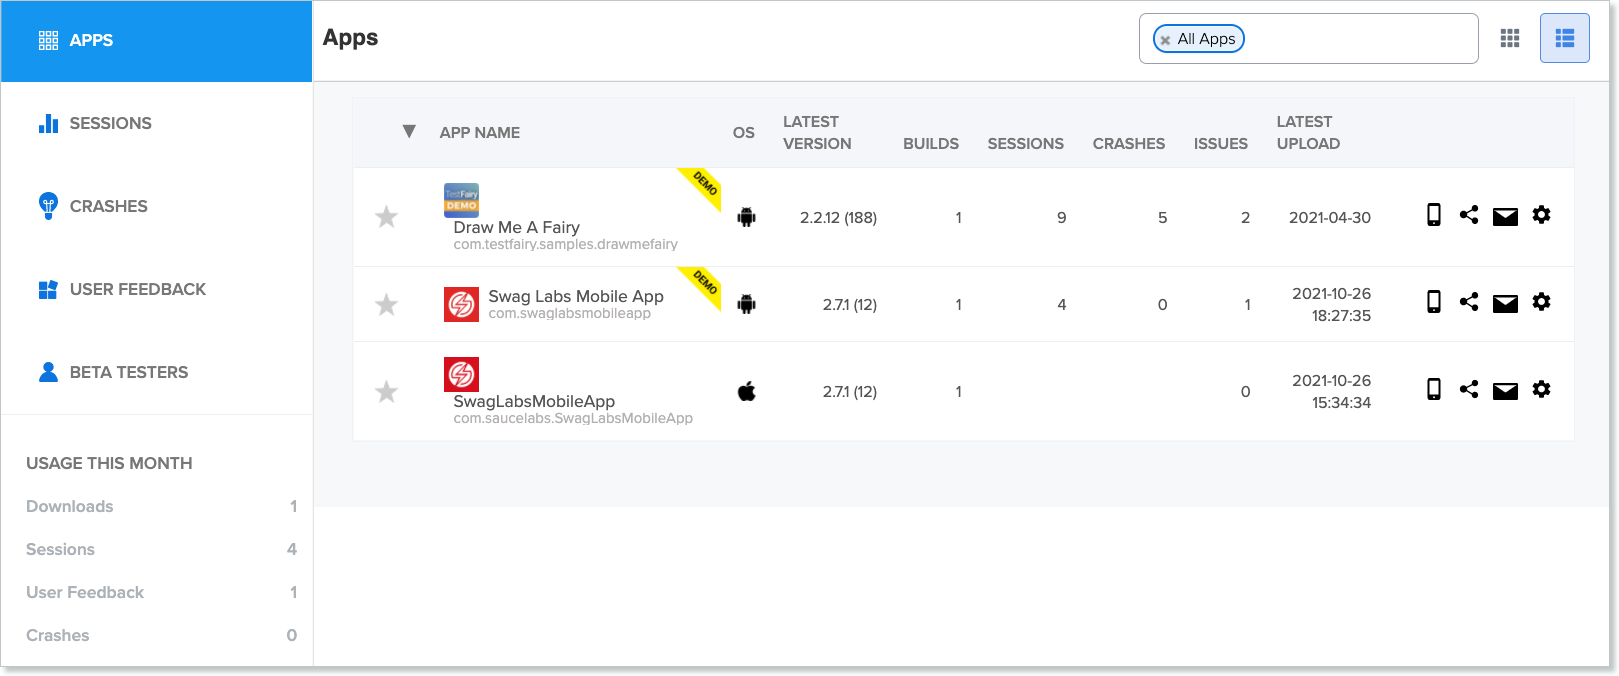 APPS
Apps
All Apps
SESSIONS
CRASHES
USER FEEDBACK
BETA TESTERS
USAGE THIS MONTH
Downloads 1
Sessions 4
User Feedback 1
Crashes 0
▼ APP NAME OS LATEST VERSION BUILDS SESSIONS CRASHES ISSUES LATEST UPLOAD
TestFairy
DEMO
DEMO
Draw Me A Fairy
com.testfairy.samples.drawmefairy
2.2.12 (188) 1 9 5 2 2021-04-30
DEMO
Swag Labs Mobile App
com.swaglabsmobileapp
2.7.1 (12) 1 4 0 1 2021-10-26
18:27:35
SwagLabsMobileApp
com.saucelabs.SwagLabsMobileApp
2.7.1 (12) 1 0 2021-10-26
15:34:34